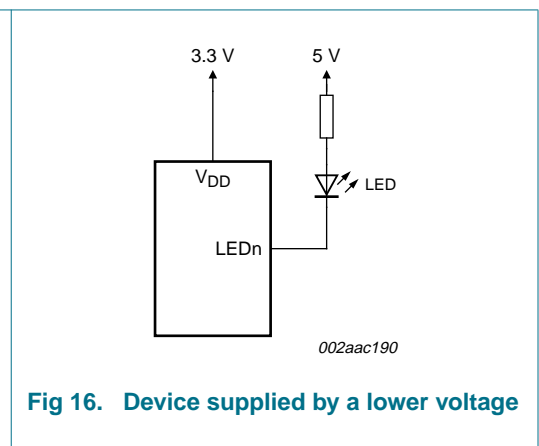 3.3 V 5 V
VDD
LED
LEDn
002aac190
Fig 16. Device supplied by a lower voltage